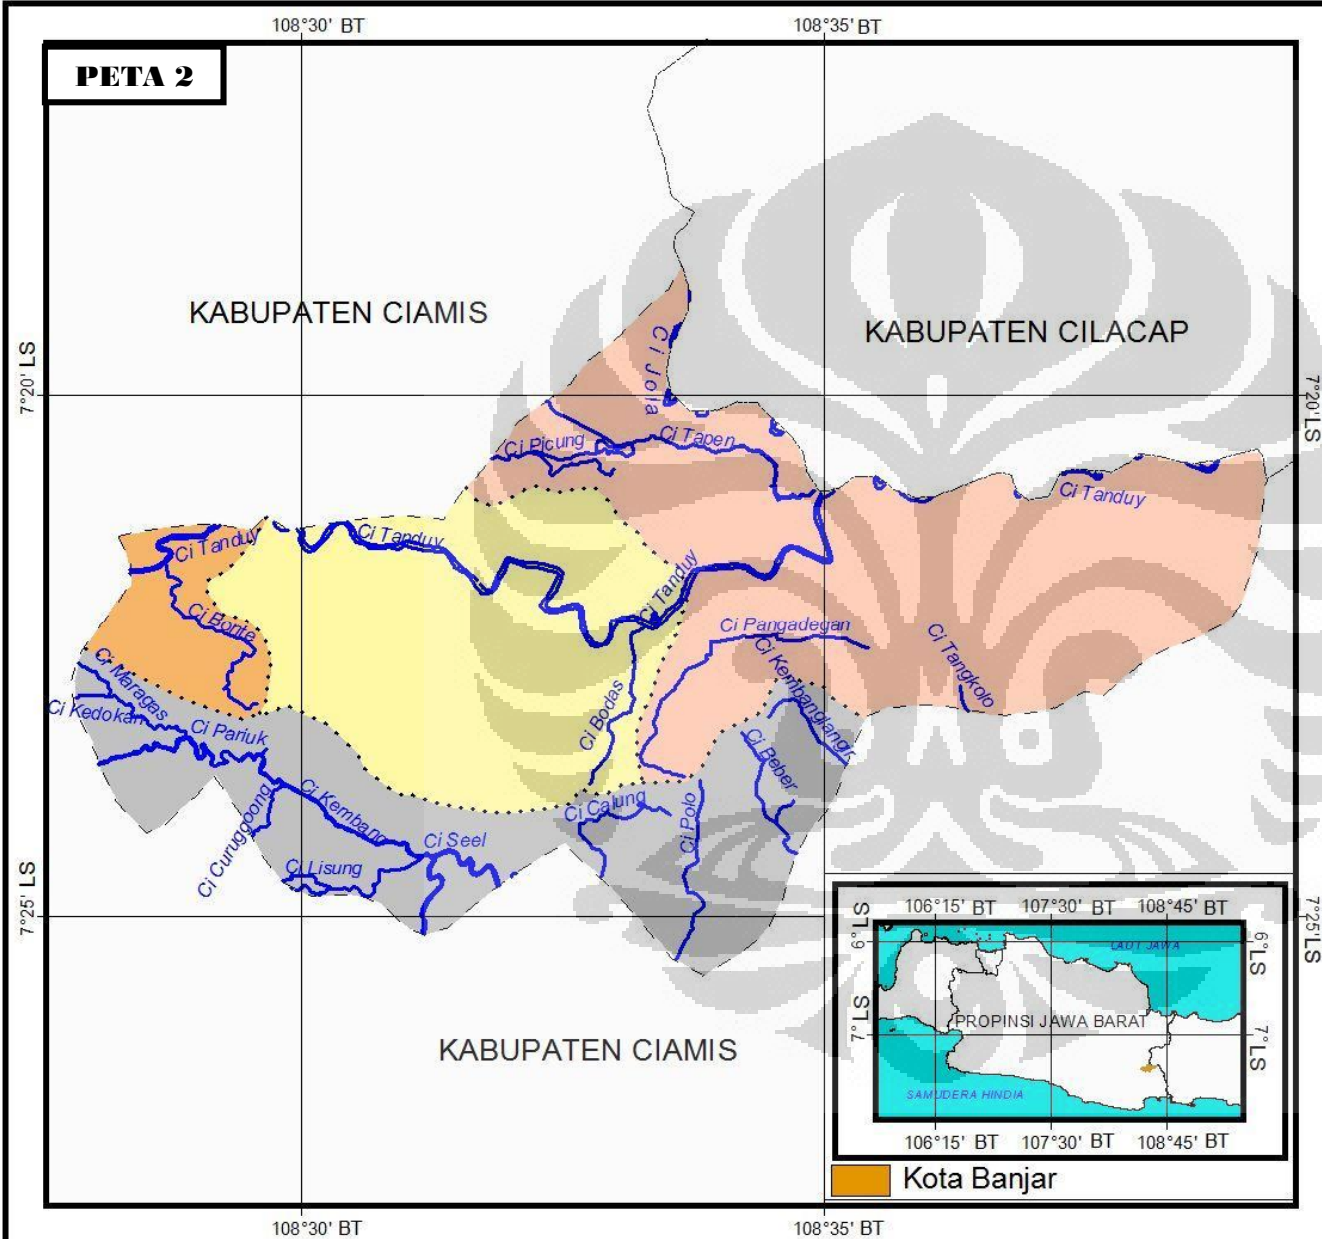 108°30' BT
108°35' BT
PETA 2
KABUPATEN CIAMIS
KABUPATEN CILACAP
7°20' LS
7°20' LS
Ci Jola
Ci Picung
Ci Tapen
Ci Tanduy
Ci Tanduy
Ci Tanduy
Ci Tanduy
Ci Bonte
Ci Pangadegan
Ci Tangkolo
Ci Kembanglangir
Ci Maragas
Ci Kedokan
Ci Pariuk
Ci Bodas
Ci Beber
Ci Kembang
Ci Calung
Ci Polo
Ci Curuggoong
Ci Seel
Ci Lisung
7°25' LS
7°25' LS
106°15' BT
107°30' BT
108°45' BT
6° LS
6° LS
LAUT JAWA
7° LS
7° LS
PROPINSI JAWA BARAT
SAMUDERA HINDIA
106°15' BT
107°30' BT
108°45' BT
KABUPATEN CIAMIS
Kota Banjar
108°30' BT
108°35' BT